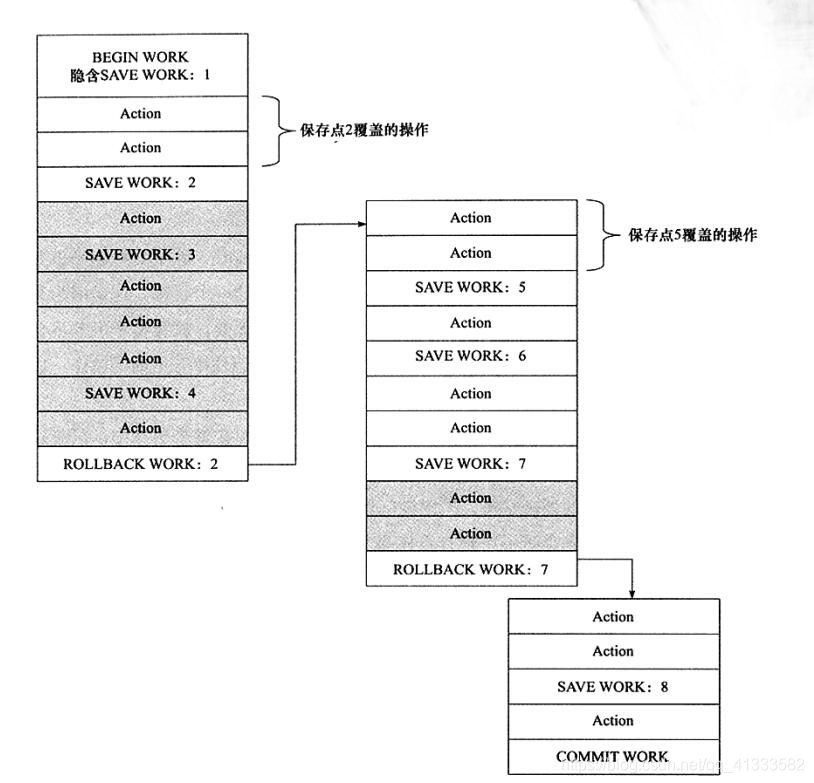 BEGIN WORK
隐含SAVE WORK：1
Action
Action
保存点2覆盖的操作
SAVE WORK：2
Action
SAVE WORK：3
Action
Action
Action
SAVE WORK：4
Action
ROLLBACK WORK：2
Action
Action
保存点5覆盖的操作
SAVE WORK：5
Action
SAVE WORK：6
Action
Action
SAVE WORK：7
Action
Action
ROLLBACK WORK：7
Action
Action
SAVE WORK：8
Action
COMMIT WORK
https://blog.csdn.net/qq_41333582